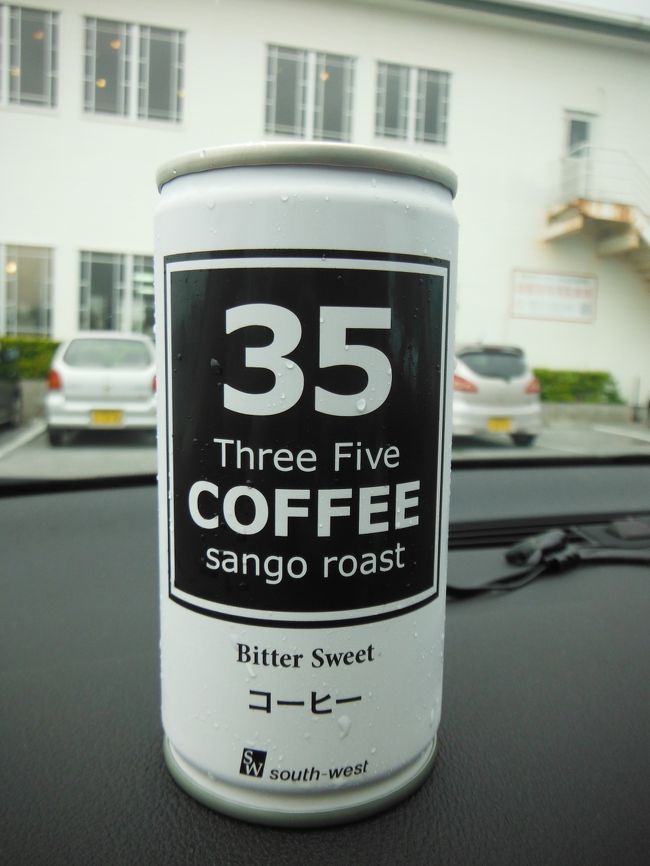 35
Three Five
COFFEE
sango roast
Bitter Sweet
コーヒー
SW south-west